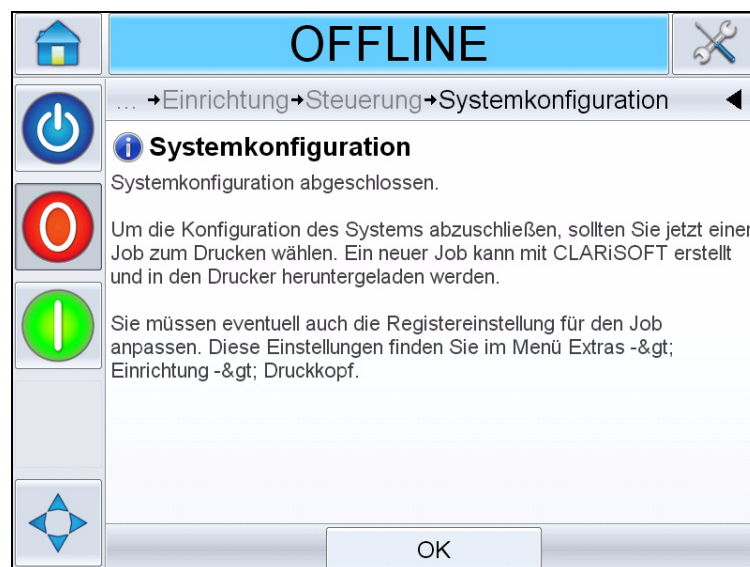 OFFLINE
... →Einrichtung→Steuerung→Systemkonfiguration
Systemkonfiguration
Systemkonfiguration abgeschlossen.
Um die Konfiguration des Systems abzuschließen, sollten Sie jetzt einen
Job zum Drucken wählen. Ein neuer Job kann mit CLARiSOFT erstellt
und in den Drucker heruntergeladen werden.
Sie müssen eventuell auch die Registereinstellung für den Job
anpassen. Diese Einstellungen finden Sie im Menü Extras -&gt;
Einrichtung -&gt; Druckkopf.
OK